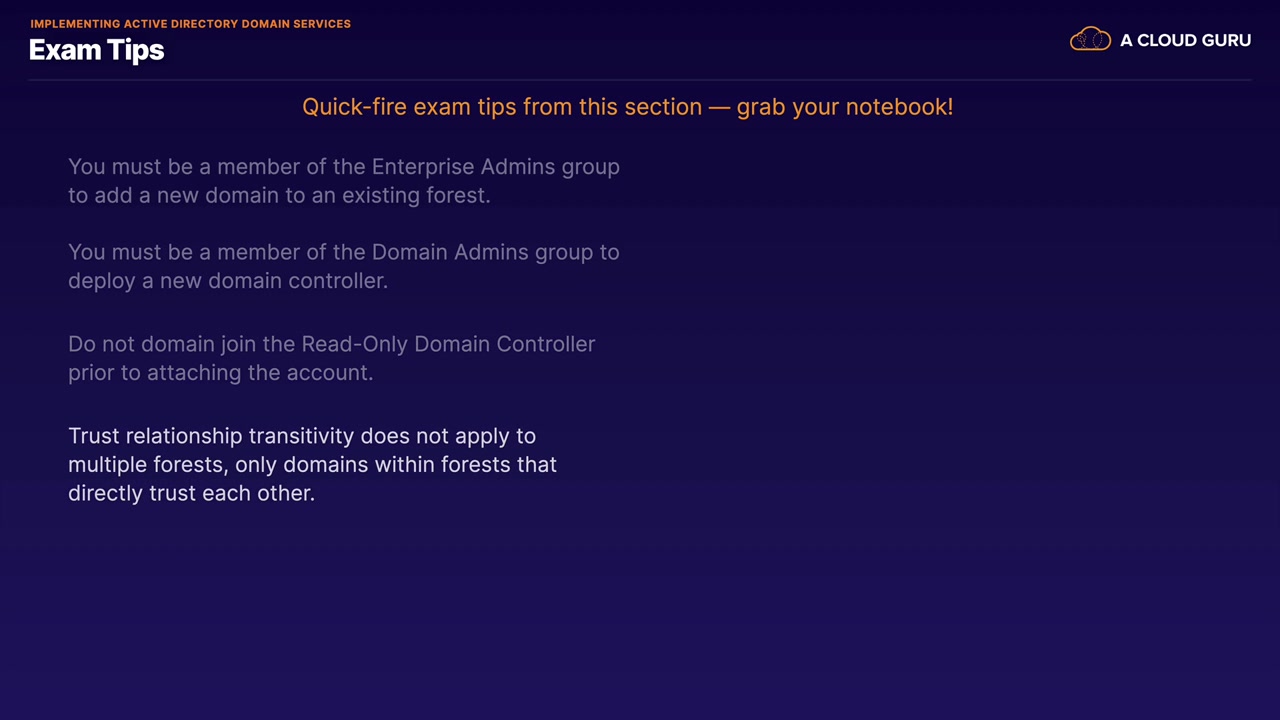 IMPLEMENTING ACTIVE DIRECTORY DOMAIN SERVICES
Exam Tips
A CLOUD GURU
Quick-fire exam tips from this section — grab your notebook!
You must be a member of the Enterprise Admins group
to add a new domain to an existing forest.
You must be a member of the Domain Admins group to
deploy a new domain controller.
Do not domain join the Read-Only Domain Controller
prior to attaching the account.
Trust relationship transitivity does not apply to
multiple forests, only domains within forests that
directly trust each other.